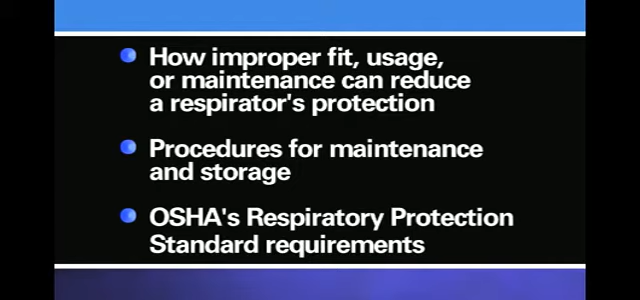 How improper fit, usage,
or maintenance can reduce
a respirator's protection
Procedures for maintenance
and storage
OSHA's Respiratory Protection
Standard requirements